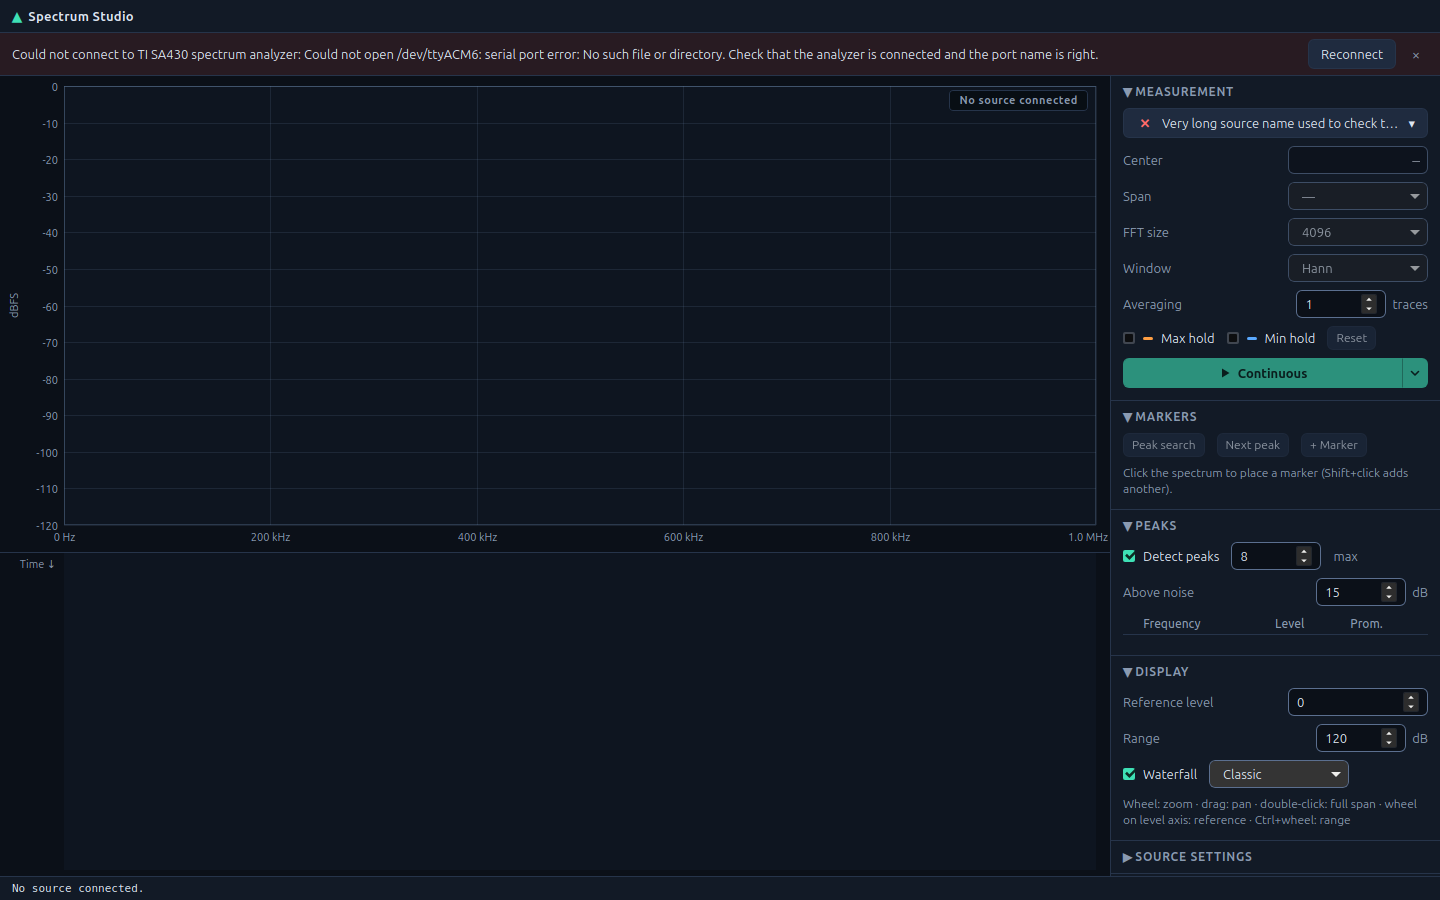 ▲ Spectrum Studio
Could not connect to TI SA430 spectrum analyzer: Could not open /dev/ttyACM6: serial port error: No such file or directory. Check that the analyzer is connected and the port name is right.
Reconnect ×
No source connected
dBFS
0
-10
-20
-30
-40
-50
-60
-70
-80
-90
-100
-110
-120
0 Hz 200 kHz 400 kHz 600 kHz 800 kHz 1.0 MHz
Time ↓
▼ MEASUREMENT
✕ Very long source name used to check t... ▾
Center —
Span —
FFT size 4096
Window Hann
Averaging 1 traces
Max hold Min hold Reset
▶ Continuous
▼ MARKERS
Peak search Next peak + Marker
Click the spectrum to place a marker (Shift+click adds
another).
▼ PEAKS
Detect peaks 8 max
Above noise 15 dB
Frequency Level Prom.
▼ DISPLAY
Reference level 0
Range 120 dB
Waterfall Classic
Wheel: zoom · drag: pan · double-click: full span · wheel
on level axis: reference · Ctrl+wheel: range
▶ SOURCE SETTINGS
No source connected.